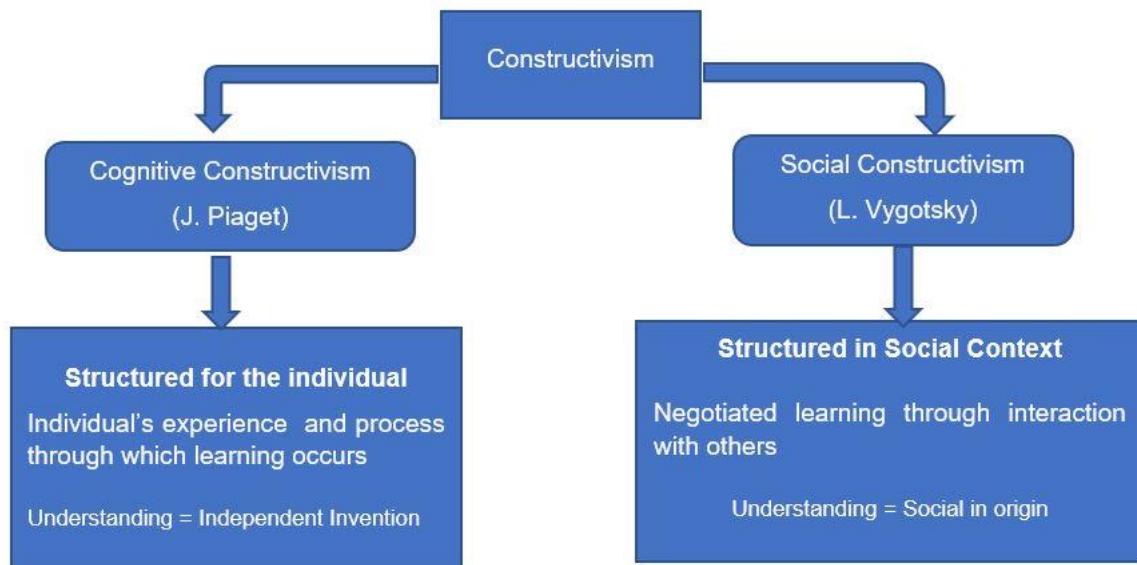 Constructivism
Cognitive Constructivism
(J. Piaget)
Structured for the individual
Individual’s experience and process
through which learning occurs
Understanding = Independent Invention
Social Constructivism
(L. Vygotsky)
Structured in Social Context
Negotiated learning through interaction
with others
Understanding = Social in origin